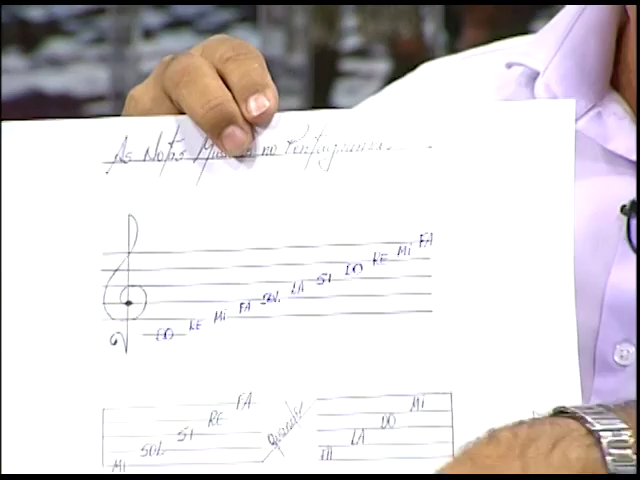 As Notas no Pentagrama
DO RE MI FA SOL LA SI DO RE MI FA
MI SOL SI RE FA
LA DO MI